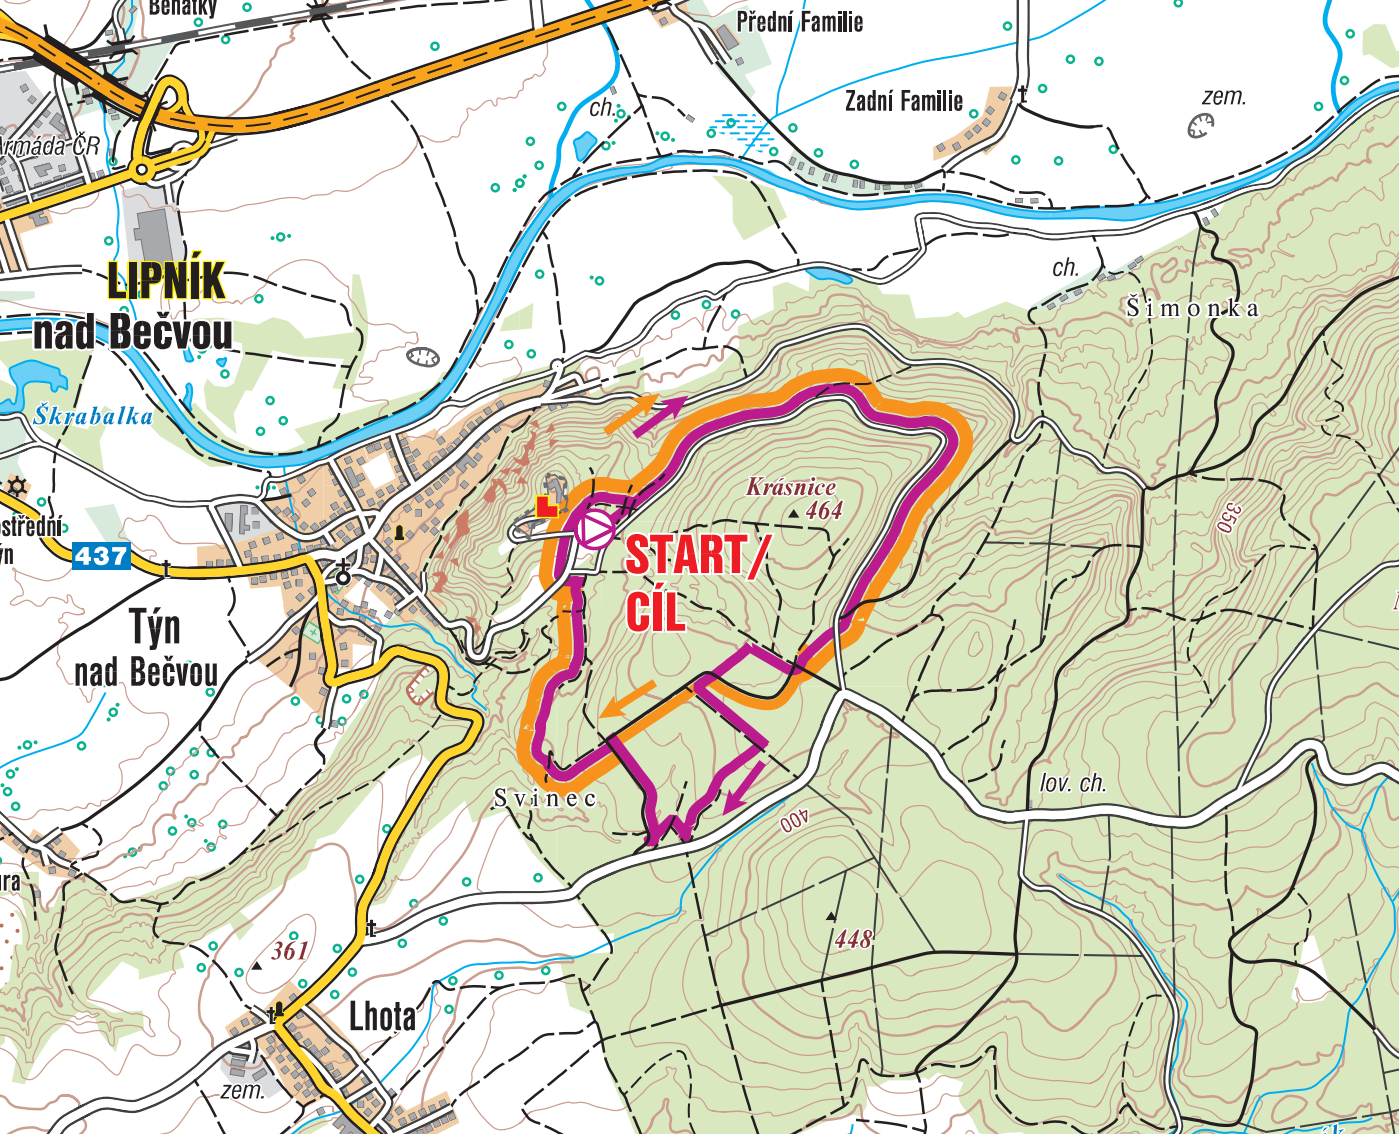 Benátky
Přední Familie
Zadní Familie
ch.
zem.
Armáda ČR
LIPNÍK
nad Bečvou
ch.
Šimonka
Škrabalka
Krásnice
464
350
437
START/
CÍL
Týn
nad Bečvou
lov. ch.
Svinec
400
448
361
Lhota
zem.